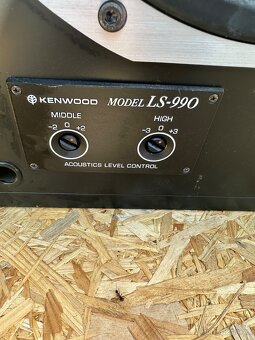 KENWOOD MODEL LS-990
MIDDLE HIGH
-2 0 +2 -3 0 +3
ACOUSTICS LEVEL CONTROL